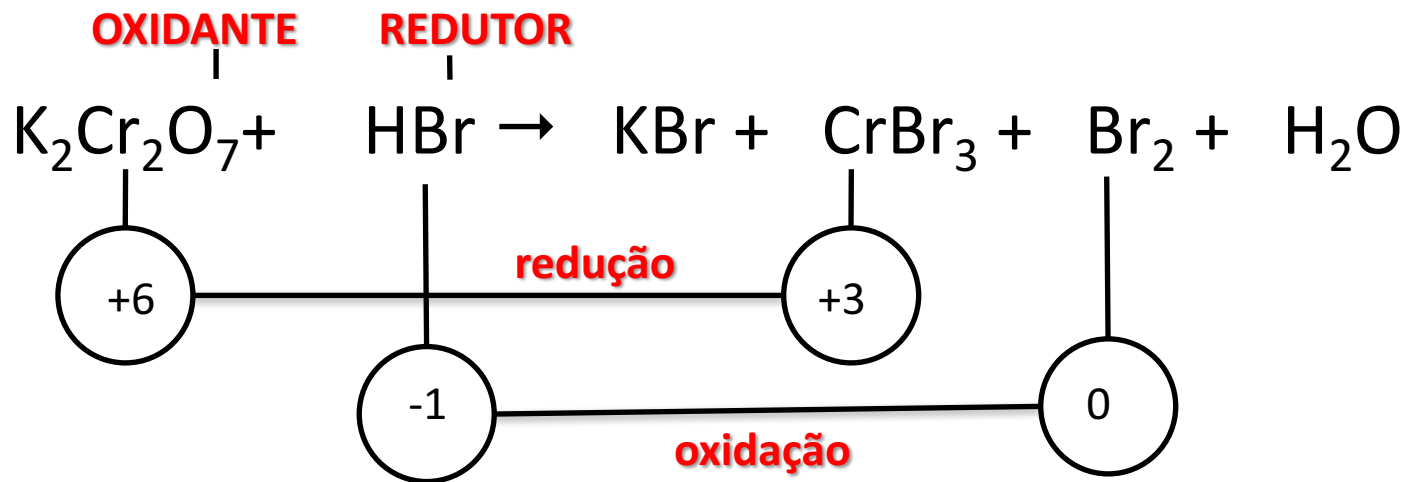 OXIDANTE REDUTOR
K₂Cr₂O₇+ HBr → KBr + CrBr₃ + Br₂ + H₂O
redução
+6 +3
-1 0
oxidação